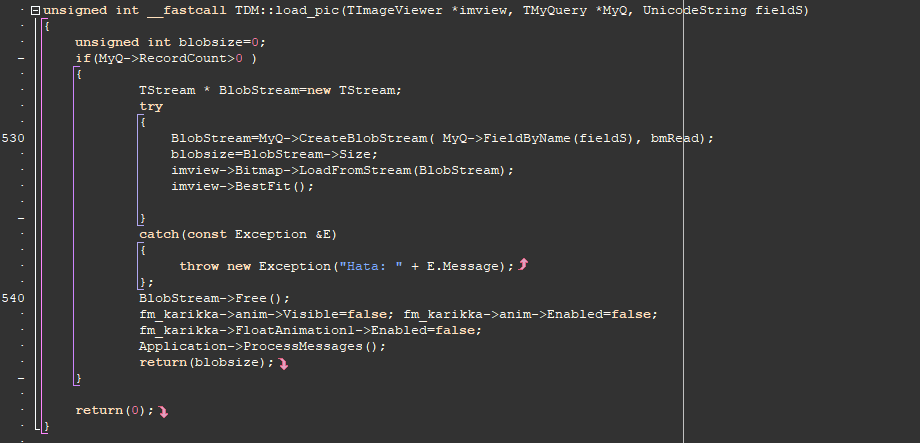 unsigned int __fastcall TDM::load_pic(TImageViewer *imview, TMyQuery *MyQ, UnicodeString fieldS)
{
unsigned int blobsize=0;
if(MyQ->RecordCount>0 )
{
TStream * BlobStream=new TStream;
try
{
530 BlobStream=MyQ->CreateBlobStream( MyQ->FieldByName(fieldS), bmRead);
blobsize=BlobStream->Size;
imview->Bitmap->LoadFromStream(BlobStream);
imview->BestFit();
}
catch(const Exception &E)
{
throw new Exception("Hata: " + E.Message);
};
540 BlobStream->Free();
fm_karikka->anim->Visible=false; fm_karikka->anim->Enabled=false;
fm_karikka->FloatAnimation1->Enabled=false;
Application->ProcessMessages();
return(blobsize);
}
return(0);
}